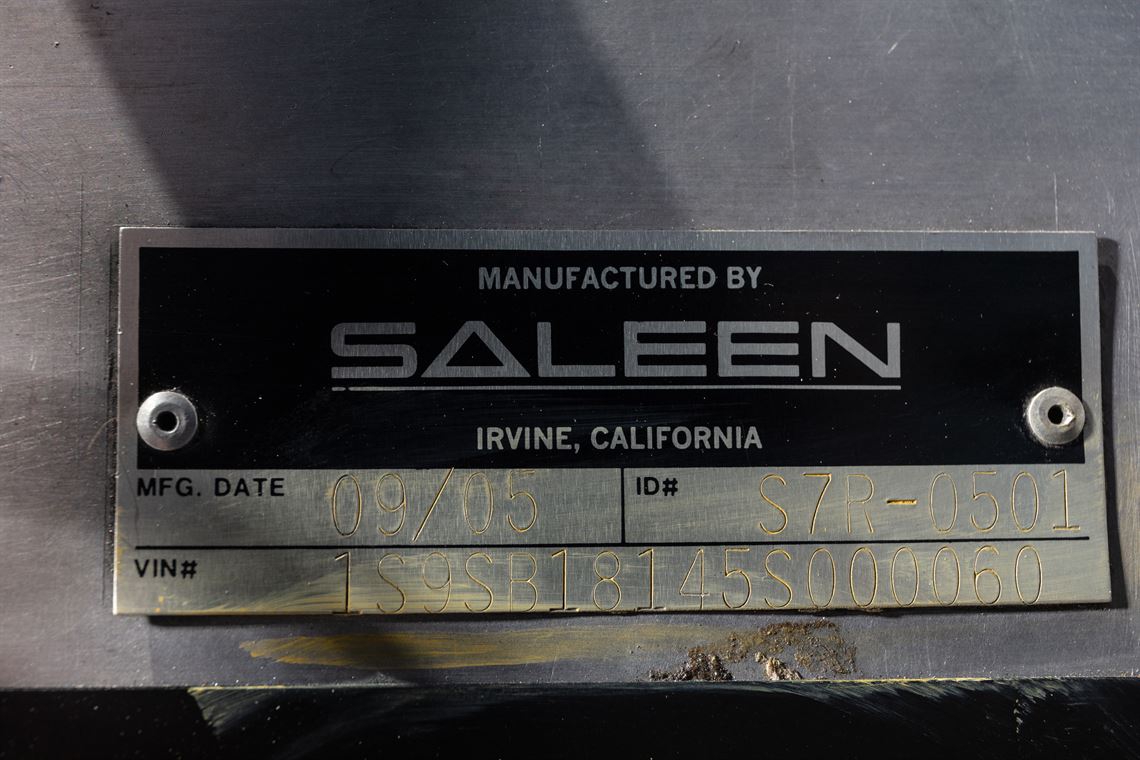 MANUFACTURED BY
SALEEN
IRVINE, CALIFORNIA
MFG. DATE 09/05 ID# S7R-0501
VIN# 1S9SB18145S000060